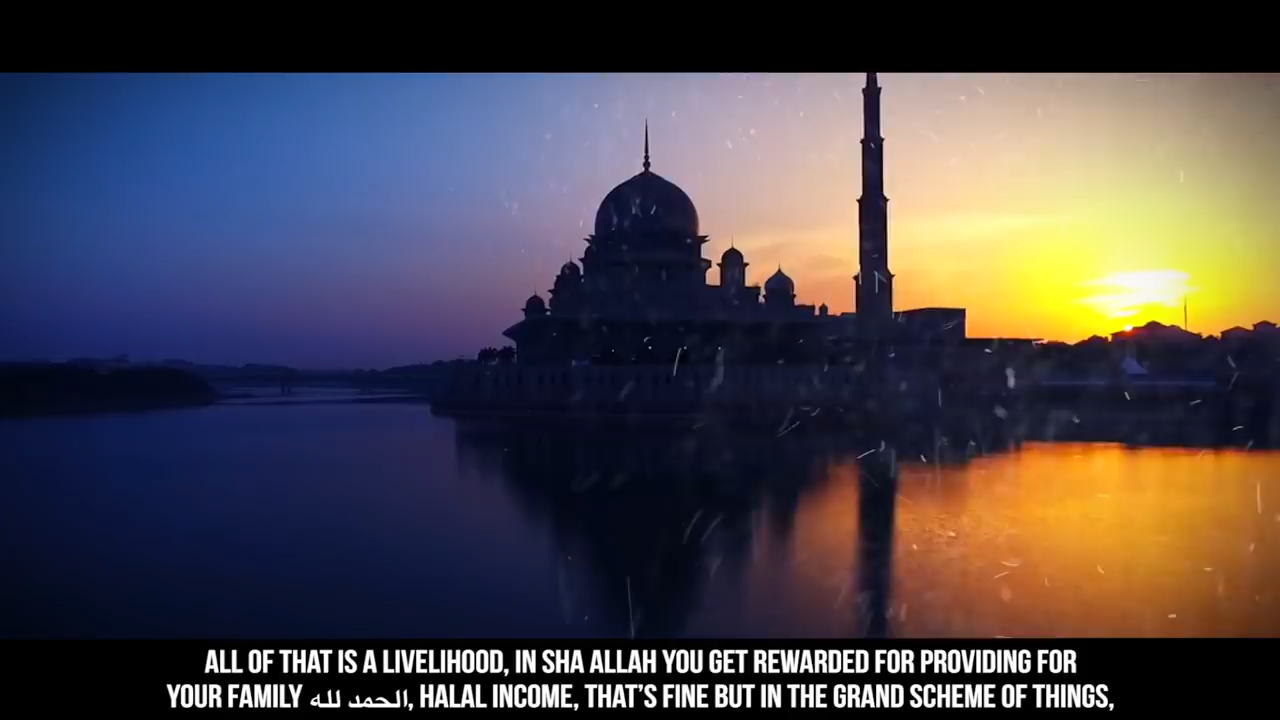 ALL OF THAT IS A LIVELIHOOD, IN SHA ALLAH YOU GET REWARDED FOR PROVIDING FOR
YOUR FAMILY الحمد لله, HALAL INCOME, THAT'S FINE BUT IN THE GRAND SCHEME OF THINGS,